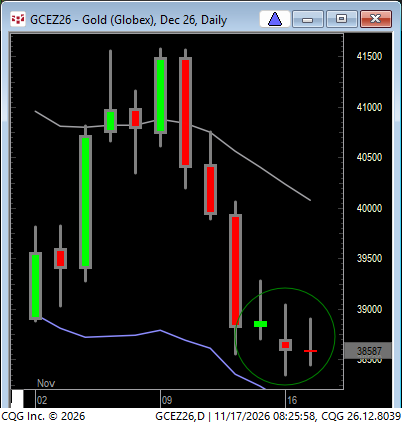 GCEZ26 - Gold (Globex), Dec 26, Daily
41500
41000
40500
40000
39500
39000
38587
Nov
02
09
16
CQG Inc. © 2026
GCEZ26,D | 11/17/2026 08:25:58, CQG 26.12.8039